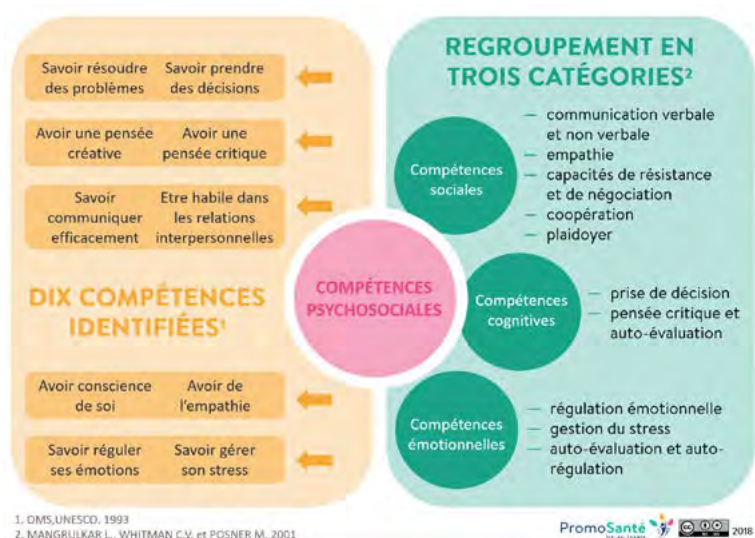 Savoir résoudre
des problèmes
Savoir prendre
des décisions
Avoir une pensée
créative
Avoir une
pensée critique
Savoir
communiquer
efficacement
Etre habile dans
les relations
interpersonnelles
DIX COMPÉTENCES
IDENTIFIÉES¹
Avoir conscience
de soi
Avoir de
l'empathie
Savoir réguler
ses émotions
Savoir gérer
son stress
COMPÉTENCES
PSYCHOSOCIALES
REGROUPEMENT EN
TROIS CATÉGORIES²
Compétences
sociales
— communication verbale
et non verbale
— empathie
— capacités de résistance
et de négociation
— coopération
— plaidoyer
Compétences
cognitives
— prise de décision
— pensée critique et
auto-évaluation
Compétences
émotionnelles
— régulation émotionnelle
— gestion du stress
— auto-évaluation et auto-
régulation
1. OMS,UNESCO, 1993
2. MANGRULKAR L., WHITMAN C.V. et POSNER M. 2001
PromoSanté
2018